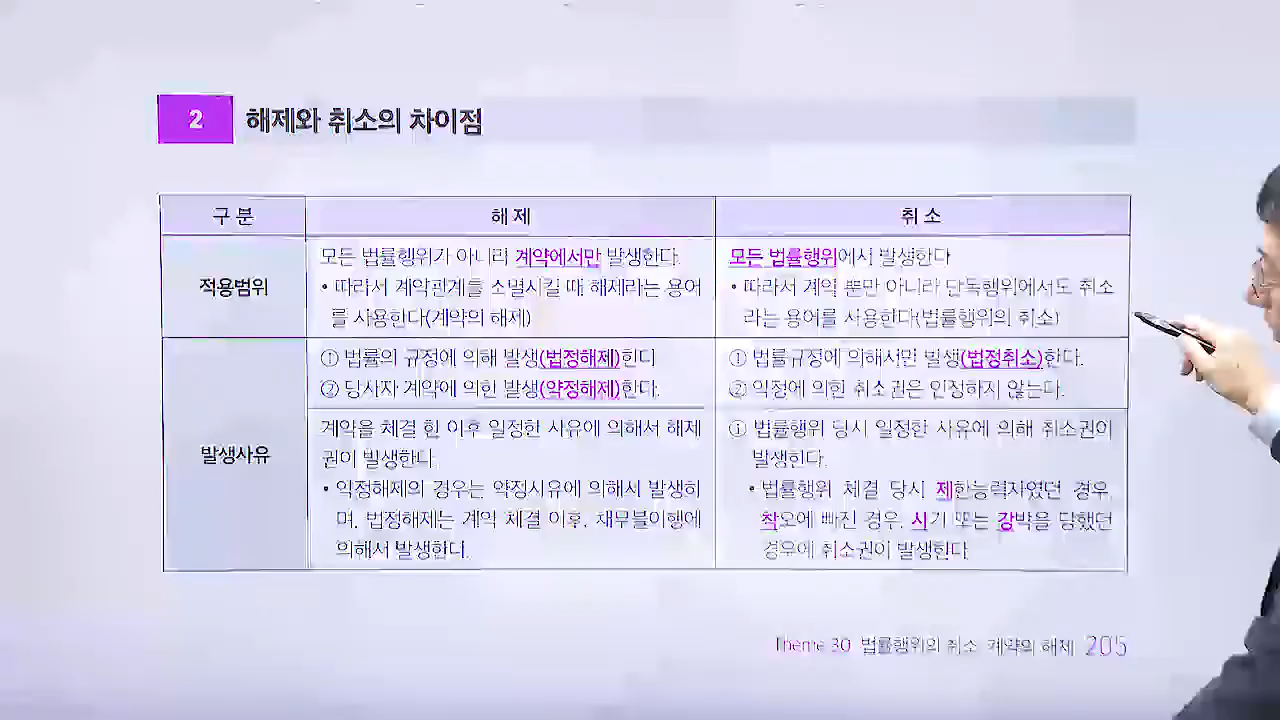 2 해제와 취소의 차이점
구 분
해 제
취 소
적용범위
모든 법률행위가 아니라 계약에서만 발생한다.
• 따라서 계약관계를 소멸시킬 때 해제라는 용어
를 사용한다(계약의 해제)
모든 법률행위에서 발생한다
• 따라서 계약 뿐만 아니라 단독행위에서도 취소
라는 용어를 사용한다(법률행위의 취소)
발생사유
① 법률의 규정에 의해 발생(법정해제)한다
② 당사자 계약에 의한 발생(약정해제)한다.
① 법률규정에 의해서만 발생(법정취소)한다.
② 약정에 의한 취소권은 인정하지 않는다.
계약을 체결 한 이후 일정한 사유에 의해서 해제
권이 발생한다.
• 약정해제의 경우는 약정사유에 의해서 발생하
며, 법정해제는 계약 체결 이후, 채무불이행에
의해서 발생한다.
① 법률행위 당시 일정한 사유에 의해 취소권이
발생한다.
• 법률행위 체결 당시 제한능력자였던 경우,
착오에 빠진 경우, 사기 또는 강박을 당했던
경우에 취소권이 발생한다
Theme 30 법률행위의 취소 계약의 해제 205